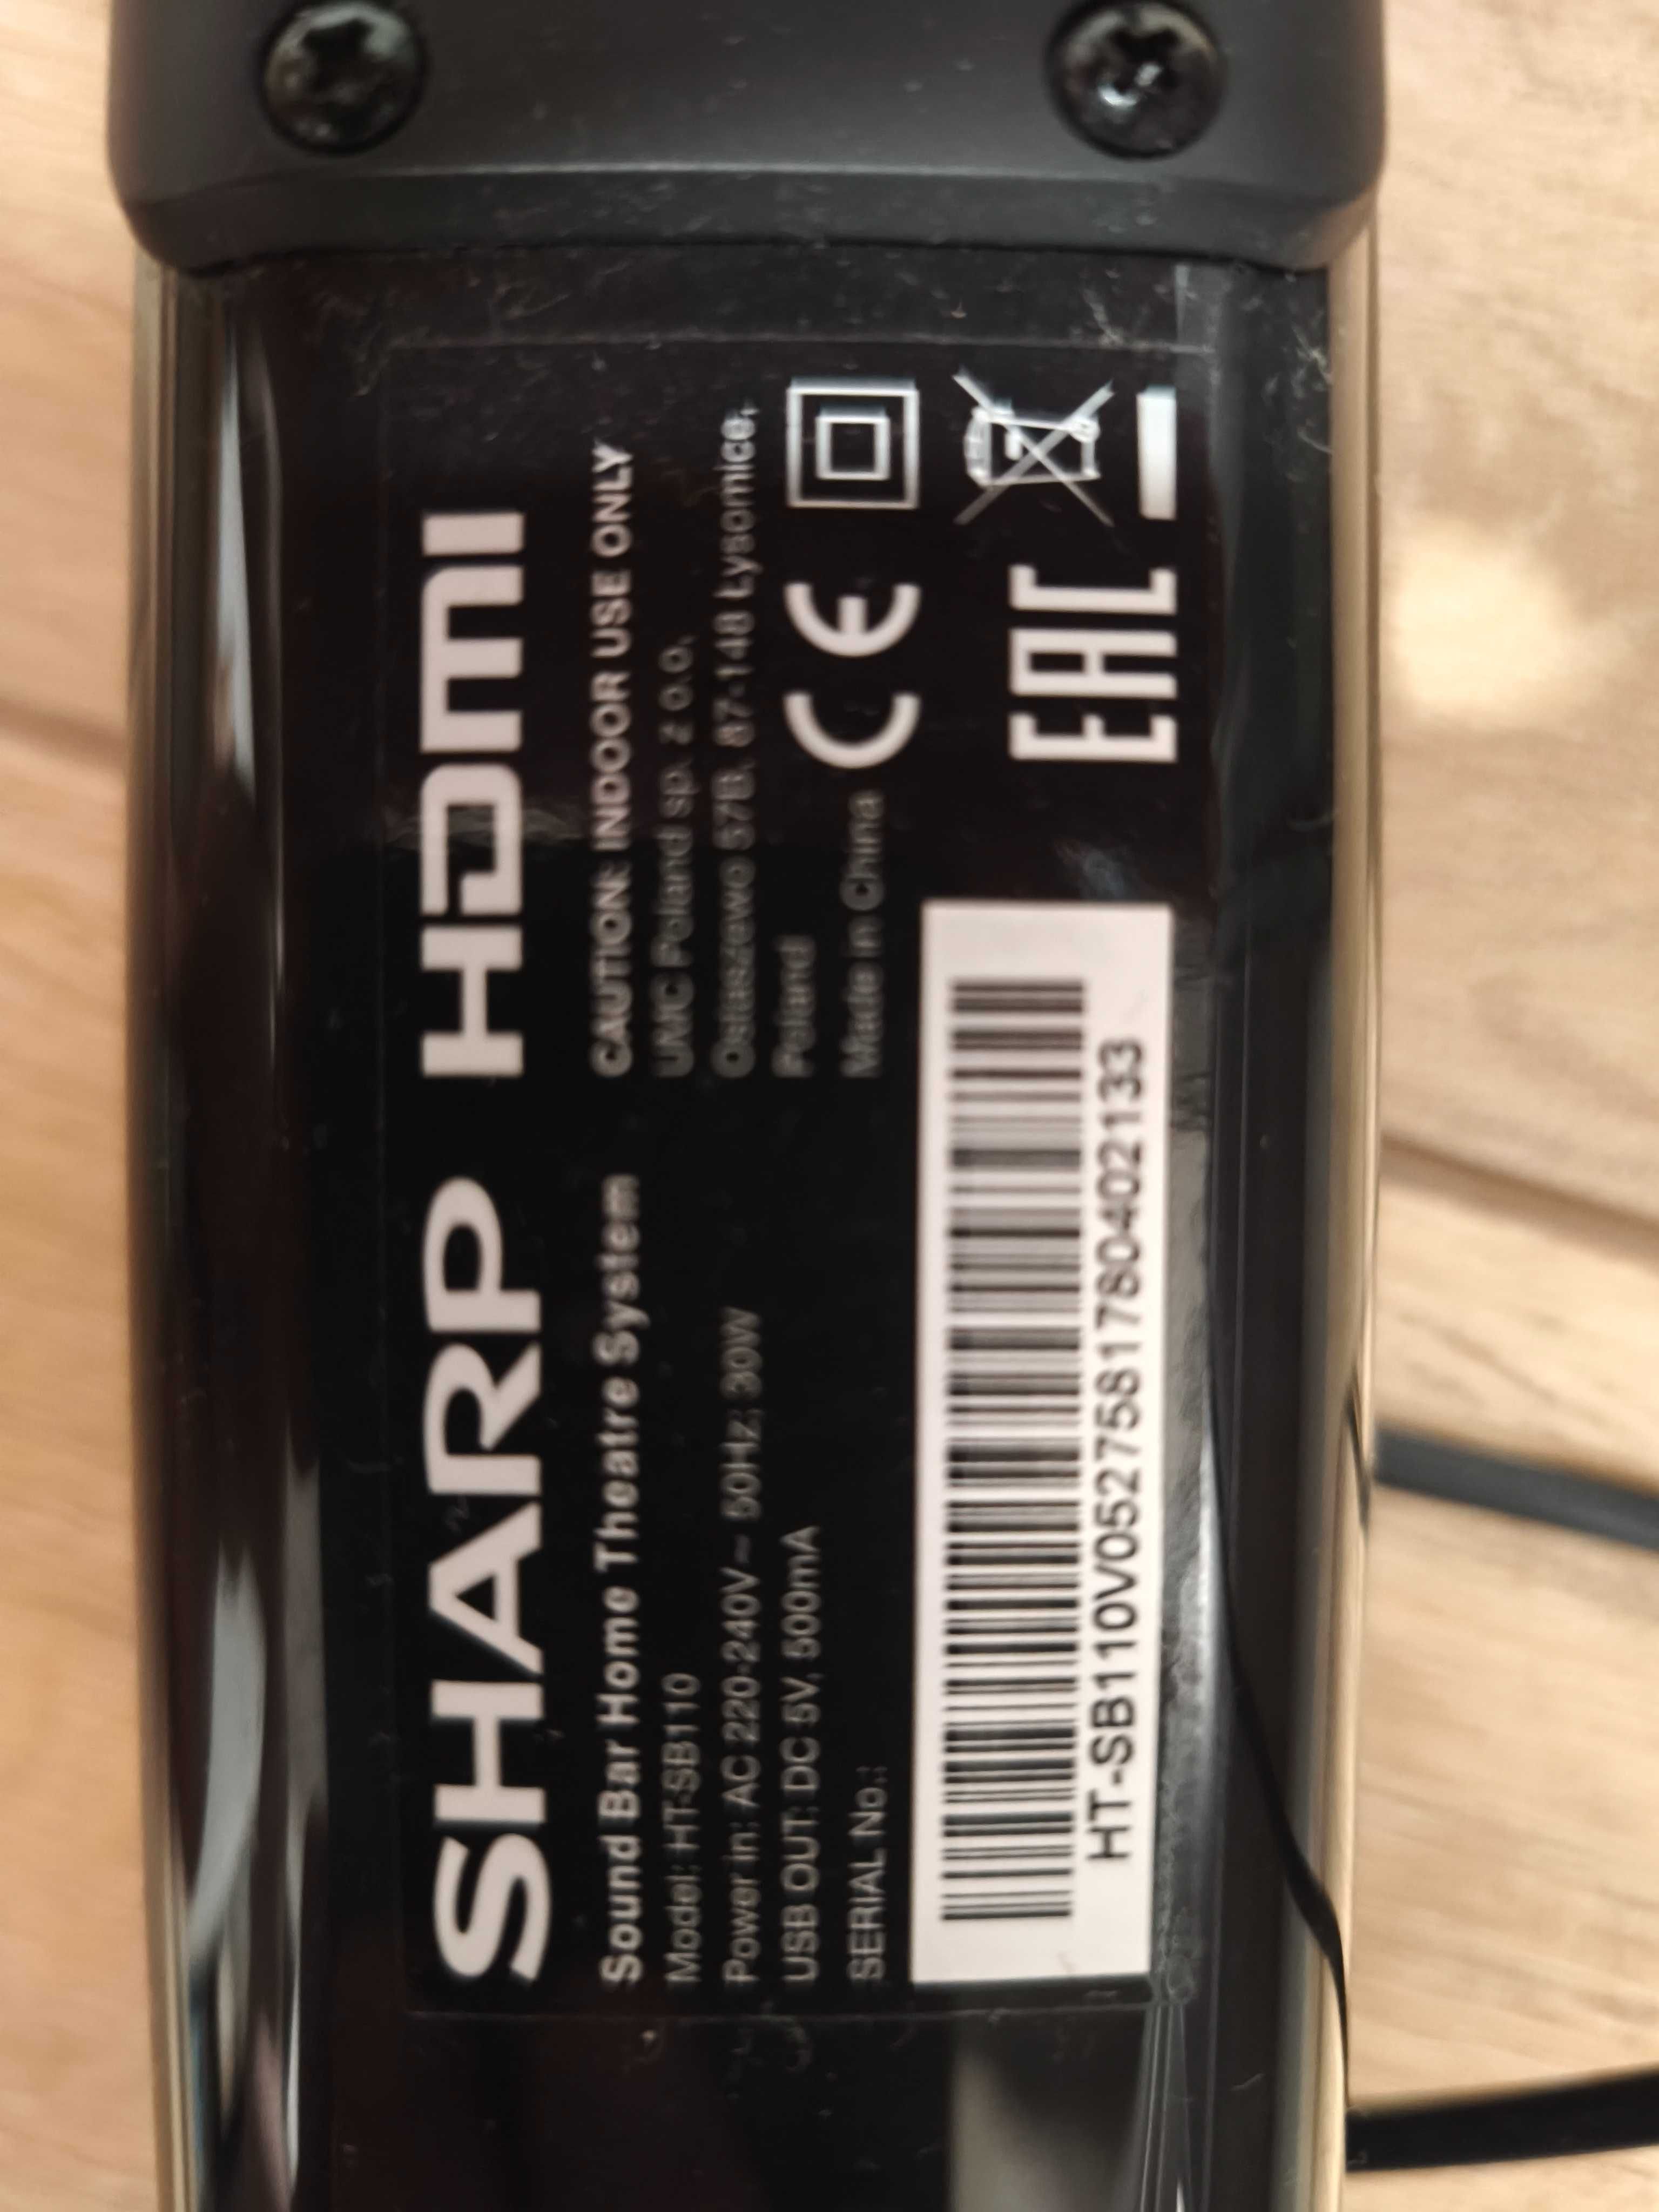 SHARP HDMI
Sound Bar Home Theatre System
Model: HT-SB110
Power in: AC 220-240V ~ 50Hz; 30W
USB OUT: DC 5V, 500mA
SERIAL No.:
HT-SB110V0527581780402133
CAUTION: INDOOR USE ONLY
UMC Poland sp. z o.o.
Ostaszewo 57B, 87-148 Łysomice,
Poland
Made in China
CE
EAC